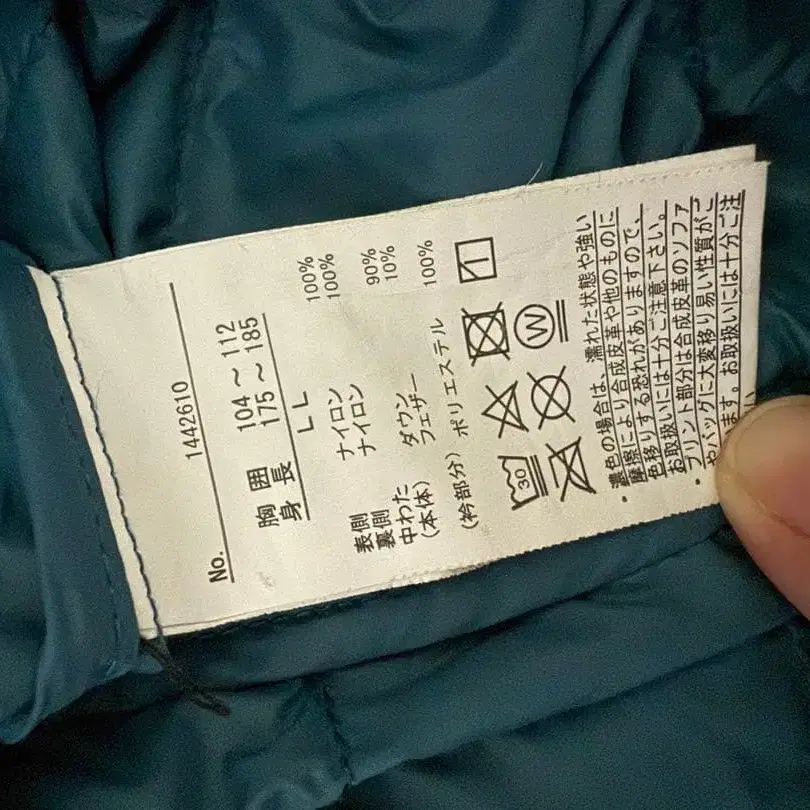 No. 1442610
胸囲 104～112
身長 175～185
LL
表側 ナイロン 100%
裏側 ナイロン 100%
中わた ダウン 90%
(本体) フェザー 10%
(衿部分) ポリエステル 100%
30
W
・濃色の場合は、濡れた状態や強い
摩擦により合成皮革や他のものに
色移りする恐れがありますので、
お取扱いには十分ご注意下さい。
・プリント部分は合成皮革のソファ
やバッグに大変移り易い性質がご
います。お取扱いには十分ご注
い